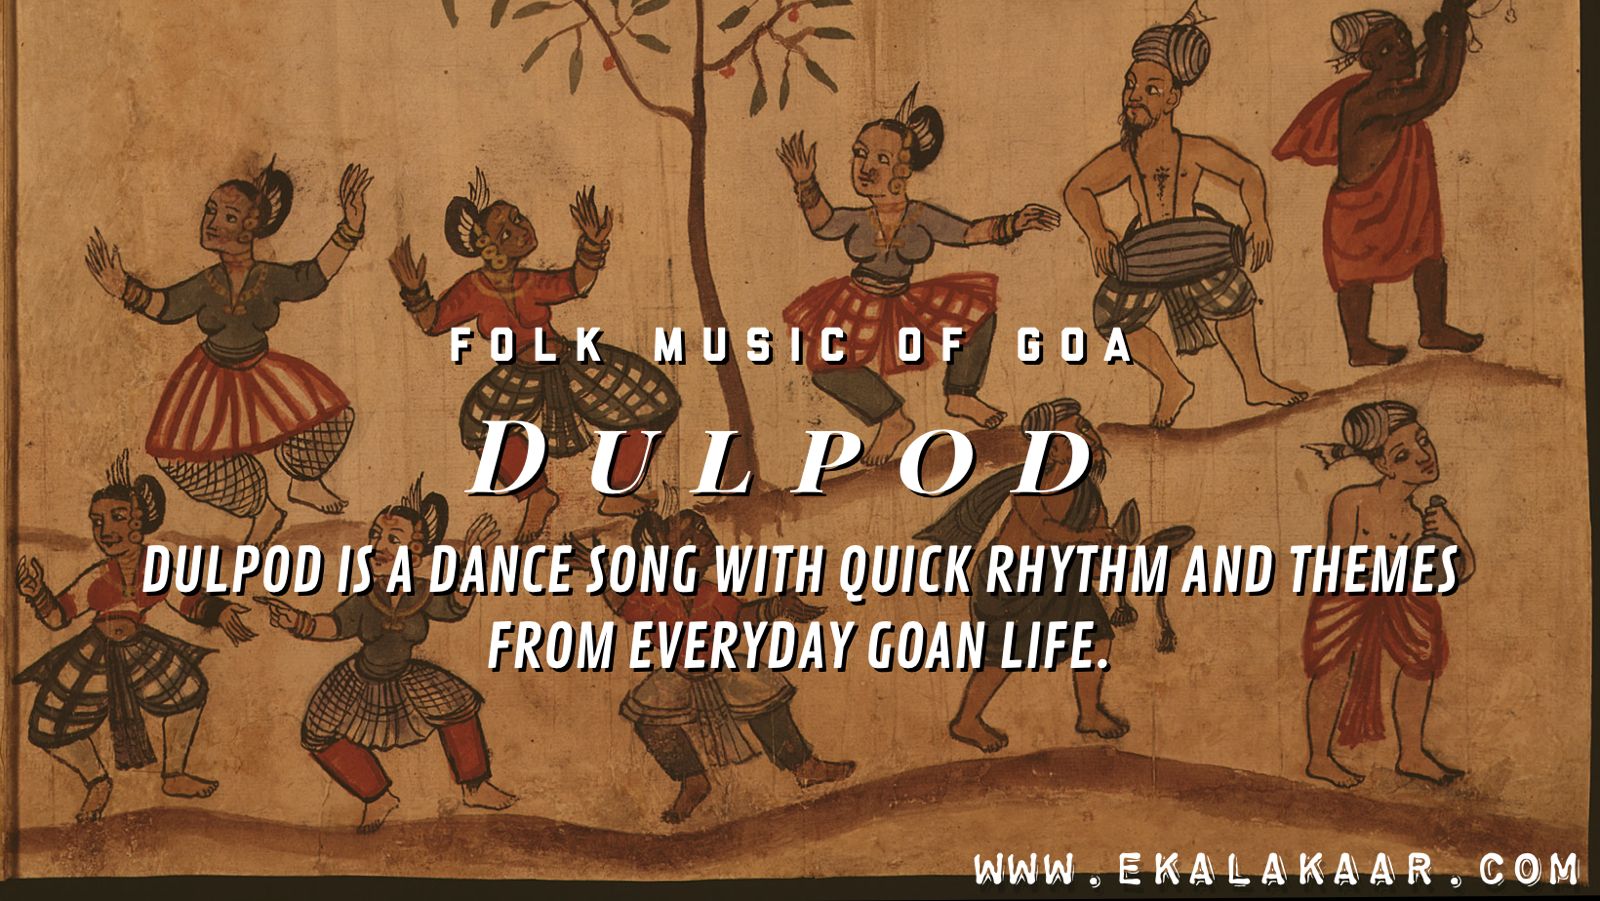 FOLK MUSIC OF GOA
DULPOD
DULPOD IS A DANCE SONG WITH QUICK RHYTHM AND THEMES
FROM EVERYDAY GOAN LIFE.
WWW.EKALAKAAR.COM